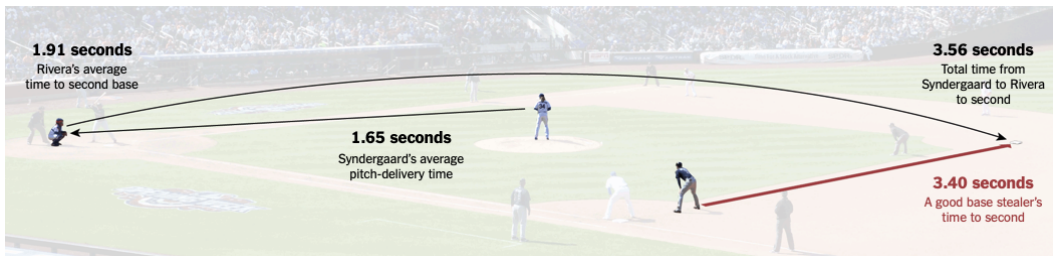 1.91 seconds
Rivera's average
time to second base
3.56 seconds
Total time from
Syndergaard to Rivera
to second
34
1.65 seconds
Syndergaard's average
pitch-delivery time
3.40 seconds
A good base stealer's
time to second